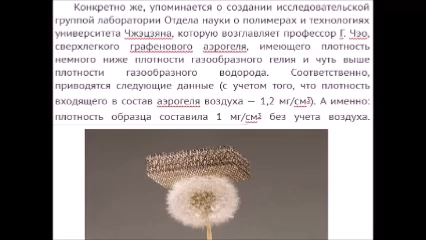 Конкретно же, упоминается о создании исследовательской
группой лаборатории Отдела науки о полимерах и технологиях
университета Чжэцзяна, которую возглавляет профессор Г. Чэо,
сверхлегкого графенового аэрогеля, имеющего плотность
немного ниже плотности газообразного гелия и чуть выше
плотности газообразного водорода. Соответственно,
приводятся следующие данные (с учетом того, что плотность
входящего в состав аэрогеля воздуха — 1,2 мг/см³). А именно:
плотность образца составила 1 мг/см³ без учета воздуха.